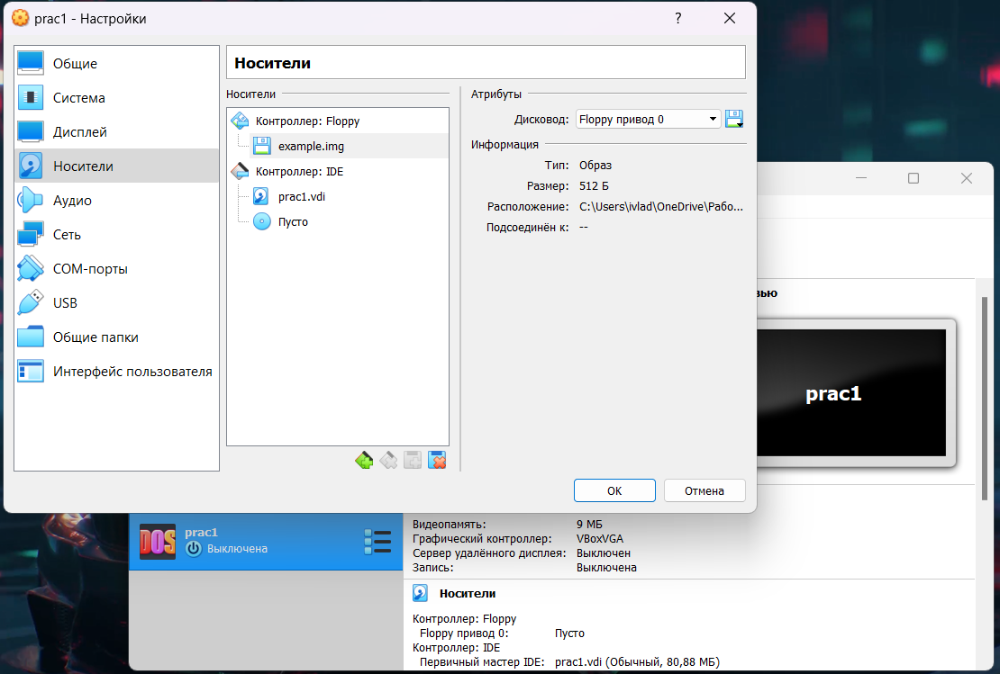 prac1 - Настройки
?
Общие
Система
Дисплей
Носители
Аудио
Сеть
COM-порты
USB
Общие папки
Интерфейс пользователя
Носители
Носители
Контроллер: Floppy
example.img
Контроллер: IDE
prac1.vdi
Пусто
Атрибуты
Дисковод: Floppy привод 0
Информация
Тип: Образ
Размер: 512 Б
Расположение: C:\Users\ivlad\OneDrive\Рабо...
Подсоединён к: --
OK
Отмена
вью
prac1
DOS
prac1
Выключена
Видеопамять: 9 МБ
Графический контроллер: VBoxVGA
Сервер удалённого дисплея: Выключен
Запись: Выключена
Носители
Контроллер: Floppy
Floppy привод 0: Пусто
Контроллер: IDE
Первичный мастер IDE: prac1.vdi (Обычный, 80,88 МБ)